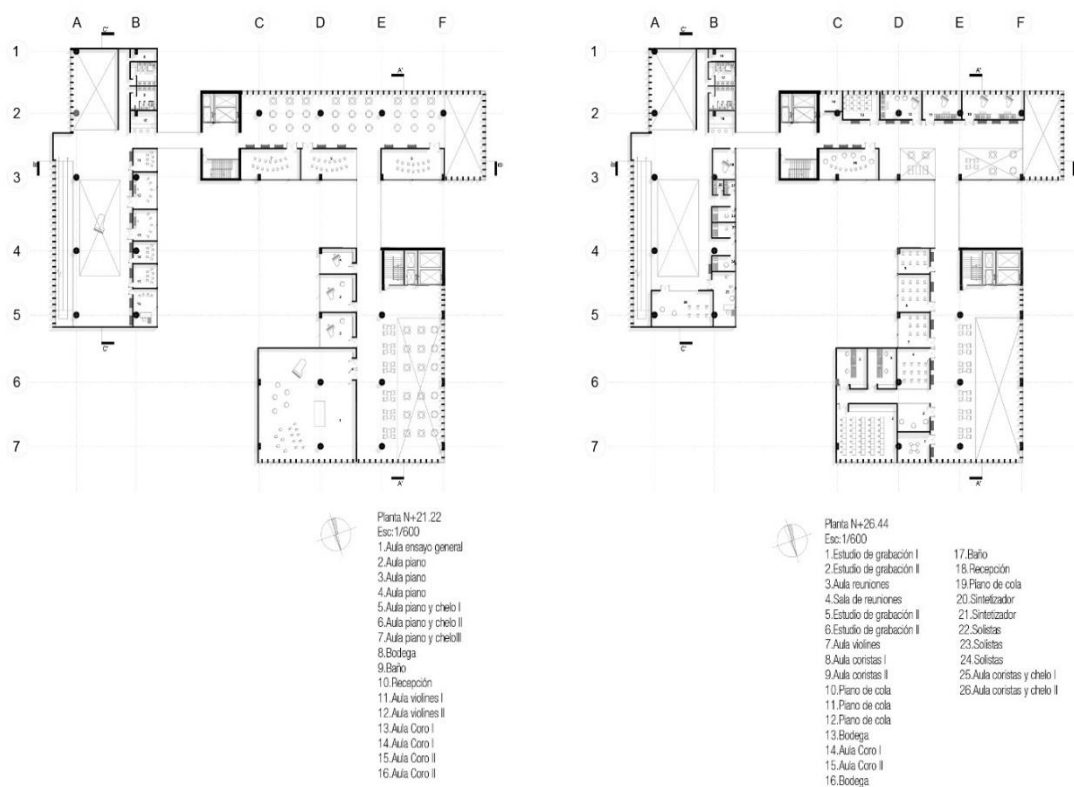 A B C D E F
C'
1
A'
2
3
4
5
C'
6
7
A'
Planta N+21.22
Esc:1/600
1.Aula ensayo general
2.Aula piano
3.Aula piano
4.Aula piano
5.Aula piano y chelo I
6.Aula piano y chelo II
7.Aula piano y cheloIII
8.Bodega
9.Baño
10.Recepción
11.Aula violines I
12.Aula violines II
13.Aula Coro I
14.Aula Coro I
15.Aula Coro II
16.Aula Coro II
A B C D E F
C'
1
A'
2
3
4
5
C'
6
7
A'
Planta N+26.44
Esc:1/600
1.Estudio de grabación I
2.Estudio de grabación II
3.Aula reuniones
4.Sala de reuniones
5.Estudio de grabación II
6.Estudio de grabación II
7.Aula violines
8.Aula coristas I
9.Aula coristas II
10.Piano de cola
11.Piano de cola
12.Piano de cola
13.Bodega
14.Aula Coro I
15.Aula Coro II
16.Bodega
17.Baño
18.Recepción
19.Piano de cola
20.Sintetizador
21.Sintetizador
22.Solistas
23.Solistas
24.Solistas
25.Aula coristas y chelo I
26.Aula coristas y chelo II